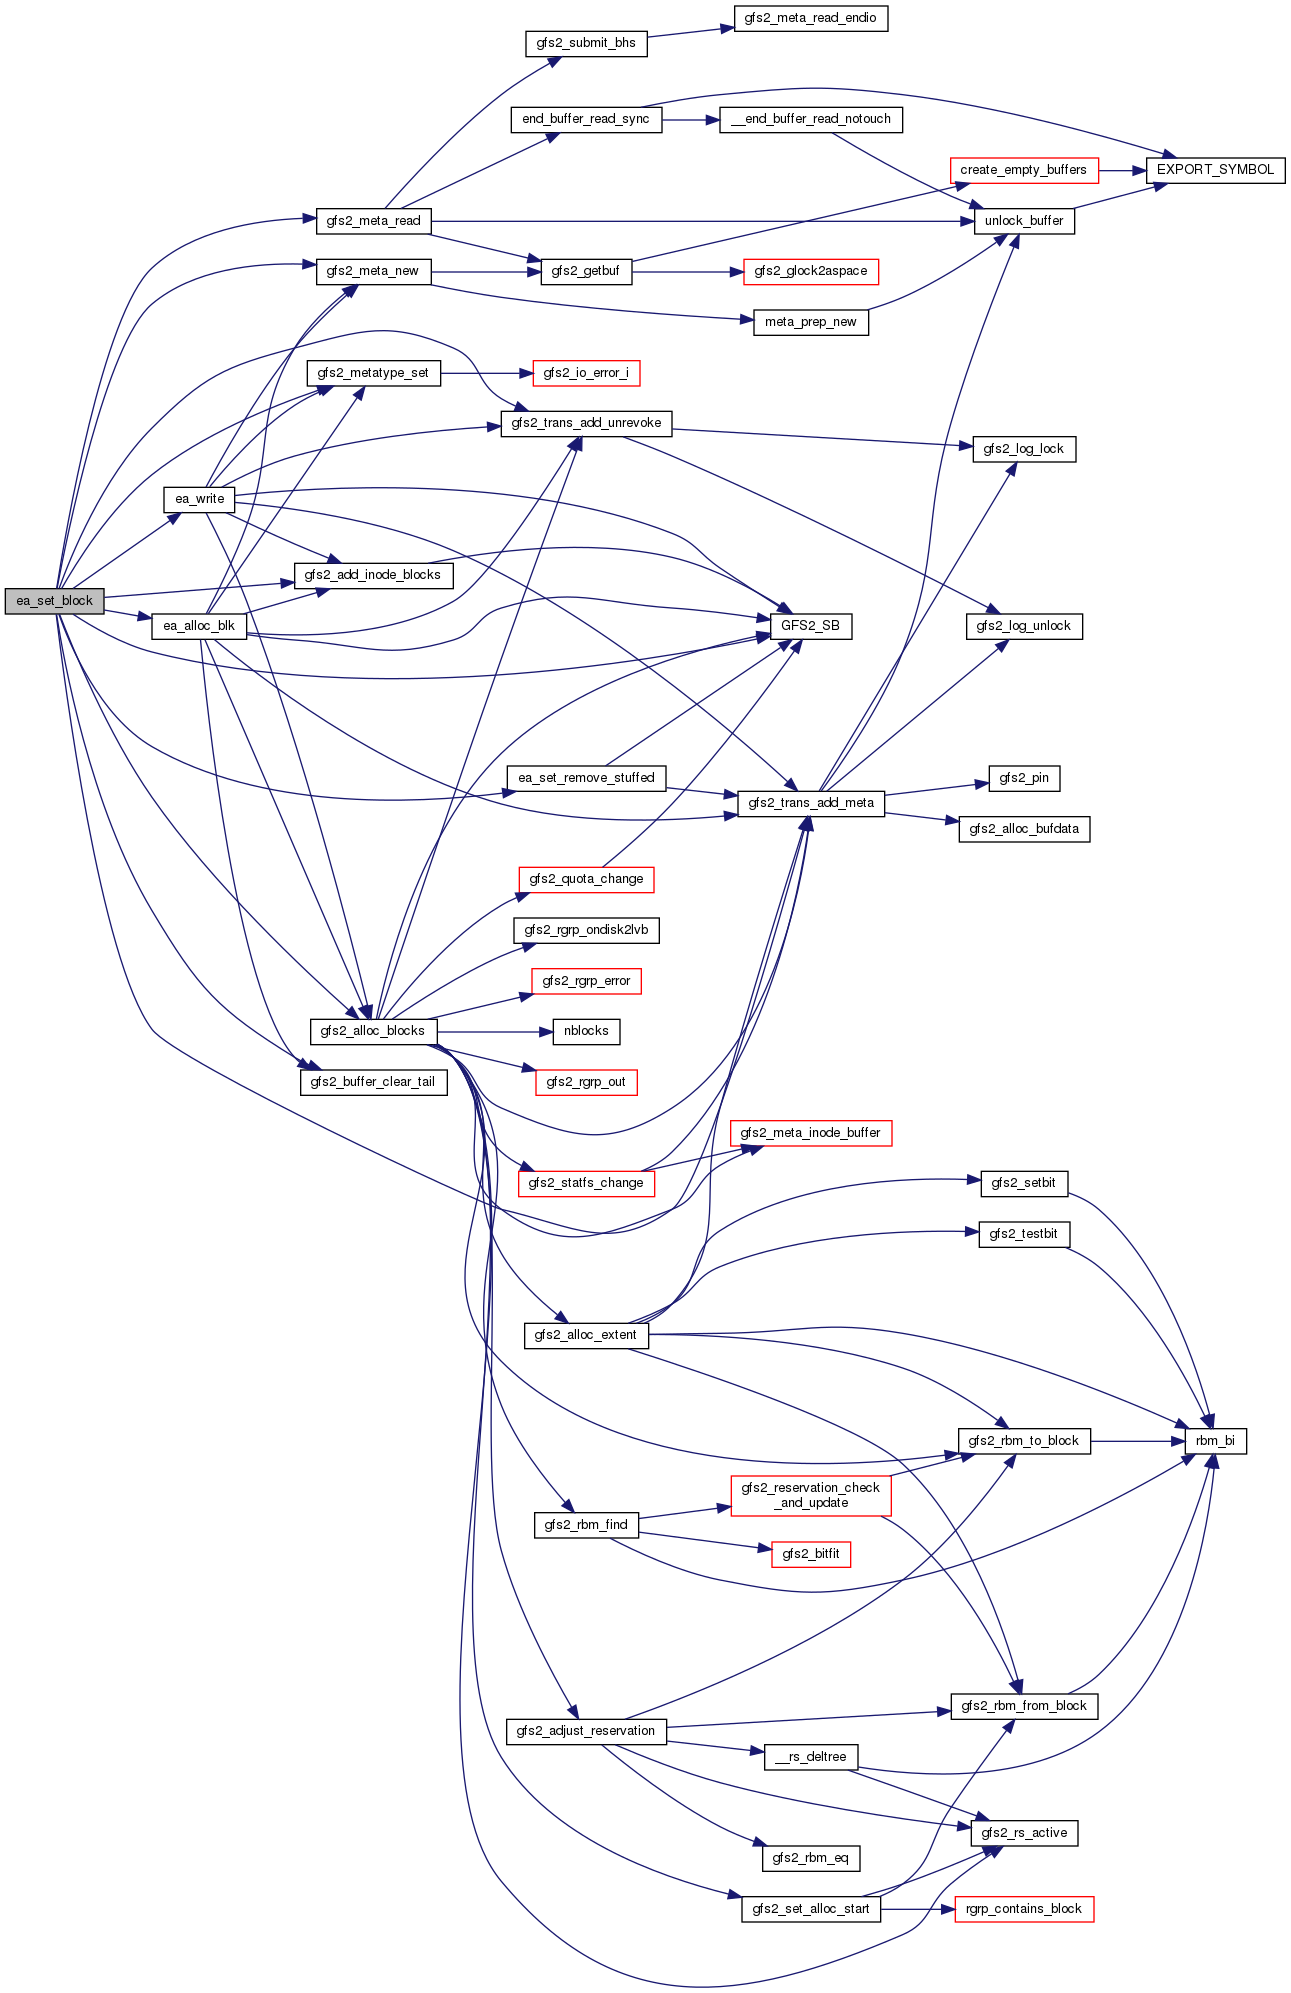 gfs2_meta_read_endio
gfs2_submit_bhs
end_buffer_read_sync
__end_buffer_read_notouch
create_empty_buffers
EXPORT_SYMBOL
gfs2_meta_read
unlock_buffer
gfs2_meta_new
gfs2_getbuf
gfs2_glock2aspace
meta_prep_new
gfs2_metatype_set
gfs2_io_error_i
gfs2_trans_add_unrevoke
gfs2_log_lock
ea_write
gfs2_add_inode_blocks
ea_set_block
ea_alloc_blk
GFS2_SB
gfs2_log_unlock
ea_set_remove_stuffed
gfs2_pin
gfs2_trans_add_meta
gfs2_alloc_bufdata
gfs2_quota_change
gfs2_rgrp_ondisk2lvb
gfs2_rgrp_error
gfs2_alloc_blocks
nblocks
gfs2_buffer_clear_tail
gfs2_rgrp_out
gfs2_meta_inode_buffer
gfs2_statfs_change
gfs2_setbit
gfs2_testbit
gfs2_alloc_extent
gfs2_rbm_to_block
rbm_bi
gfs2_reservation_check
_and_update
gfs2_rbm_find
gfs2_bitfit
gfs2_rbm_from_block
gfs2_adjust_reservation
__rs_deltree
gfs2_rs_active
gfs2_rbm_eq
gfs2_set_alloc_start
rgrp_contains_block